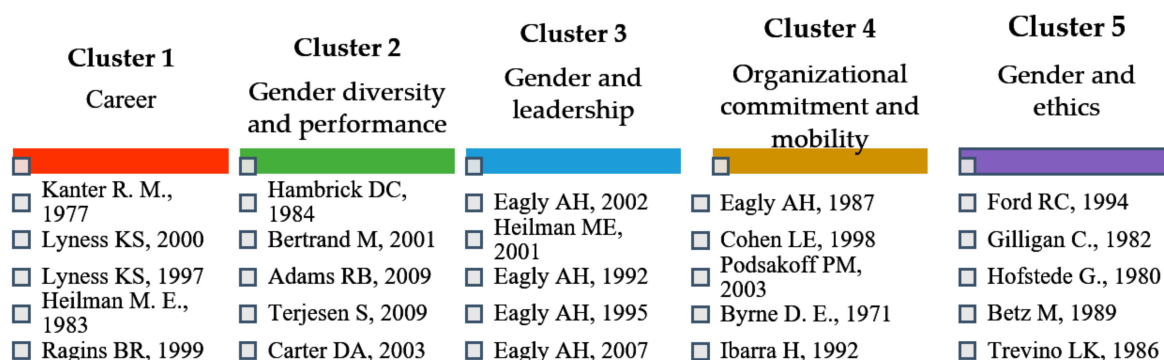 Cluster 1
Career
Kanter R. M.,
1977
Lyness KS, 2000
Lyness KS, 1997
Heilman M. E.,
1983
Ragins BR, 1999
Cluster 2
Gender diversity
and performance
Hambrick DC,
1984
Bertrand M, 2001
Adams RB, 2009
Terjesen S, 2009
Carter DA, 2003
Cluster 3
Gender and
leadership
Eagly AH, 2002
Heilman ME,
2001
Eagly AH, 1992
Eagly AH, 1995
Eagly AH, 2007
Cluster 4
Organizational
commitment and
mobility
Eagly AH, 1987
Cohen LE, 1998
Podsakoff PM,
2003
Byrne D. E., 1971
Ibarra H, 1992
Cluster 5
Gender and
ethics
Ford RC, 1994
Gilligan C., 1982
Hofstede G., 1980
Betz M, 1989
Trevino LK, 1986